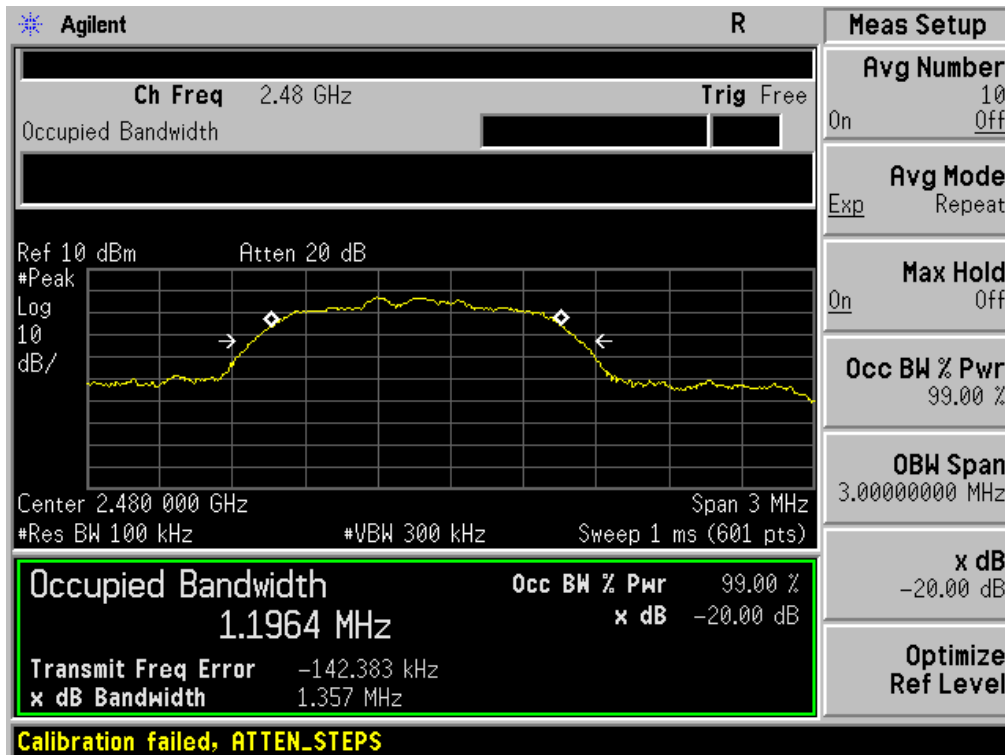 Agilent R Meas Setup
Ch Freq 2.48 GHz Trig Free
Occupied Bandwidth
Avg Number
10
On Off
Avg Mode
Exp Repeat
Max Hold
On Off
Occ BW % Pwr
99.00 %
OBW Span
3.00000000 MHz
x dB
-20.00 dB
Optimize
Ref Level
Ref 10 dBm Atten 20 dB
#Peak
Log
10
dB/
Center 2.480 000 GHz Span 3 MHz
#Res BW 100 kHz #VBW 300 kHz Sweep 1 ms (601 pts)
Occupied Bandwidth Occ BW % Pwr 99.00 %
1.1964 MHz x dB -20.00 dB
Transmit Freq Error -142.383 kHz
x dB Bandwidth 1.357 MHz
Calibration failed, ATTEN_STEPS